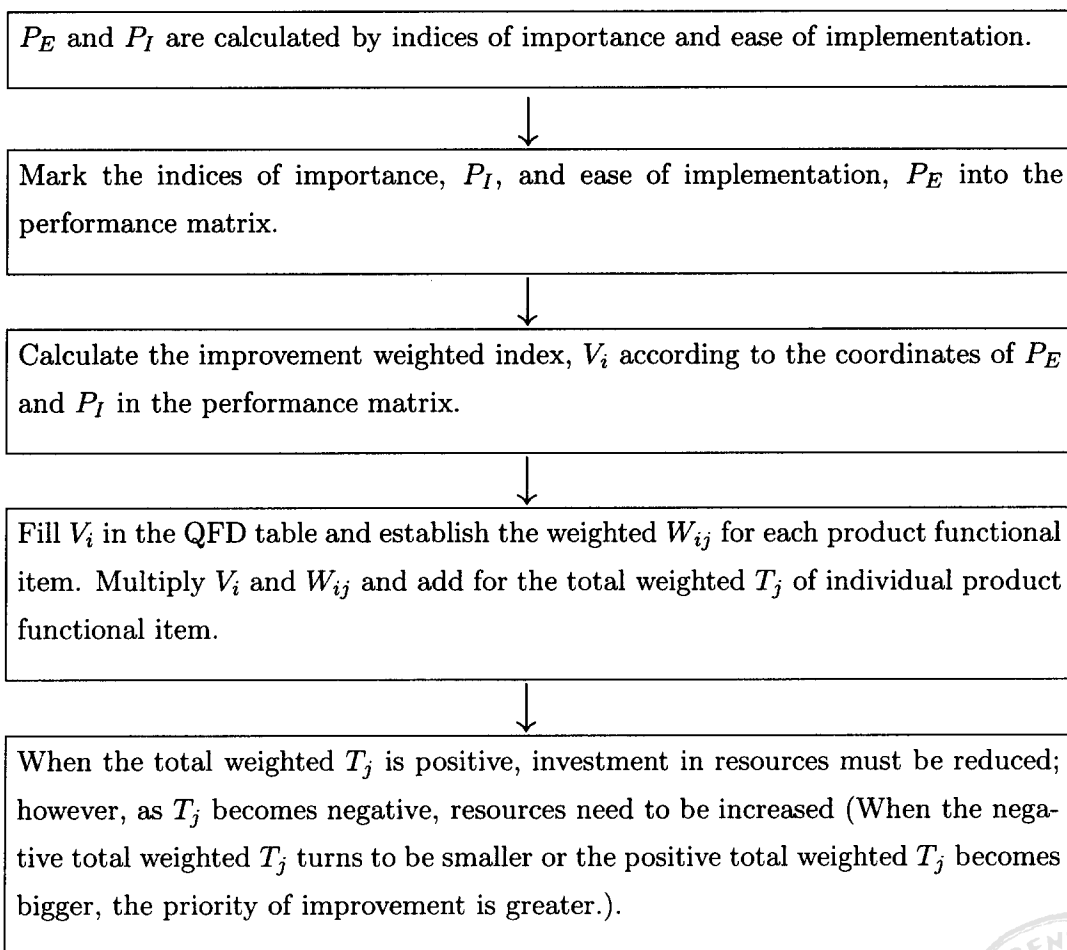 P_E and P_I are calculated by indices of importance and ease of implementation.
Mark the indices of importance, P_I, and ease of implementation, P_E into the
performance matrix.
Calculate the improvement weighted index, V_i according to the coordinates of P_E
and P_I in the performance matrix.
Fill V_i in the QFD table and establish the weighted W_ij for each product functional
item. Multiply V_i and W_ij and add for the total weighted T_j of individual product
functional item.
When the total weighted T_j is positive, investment in resources must be reduced;
however, as T_j becomes negative, resources need to be increased (When the nega-
tive total weighted T_j turns to be smaller or the positive total weighted T_j becomes
bigger, the priority of improvement is greater.).